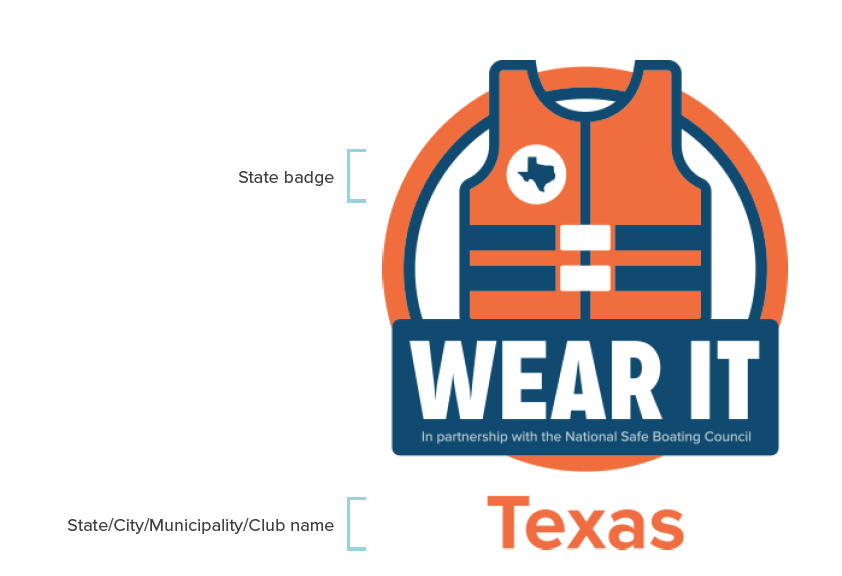 State badge
WEAR IT
In partnership with the National Safe Boating Council
State/City/Municipality/Club name
Texas